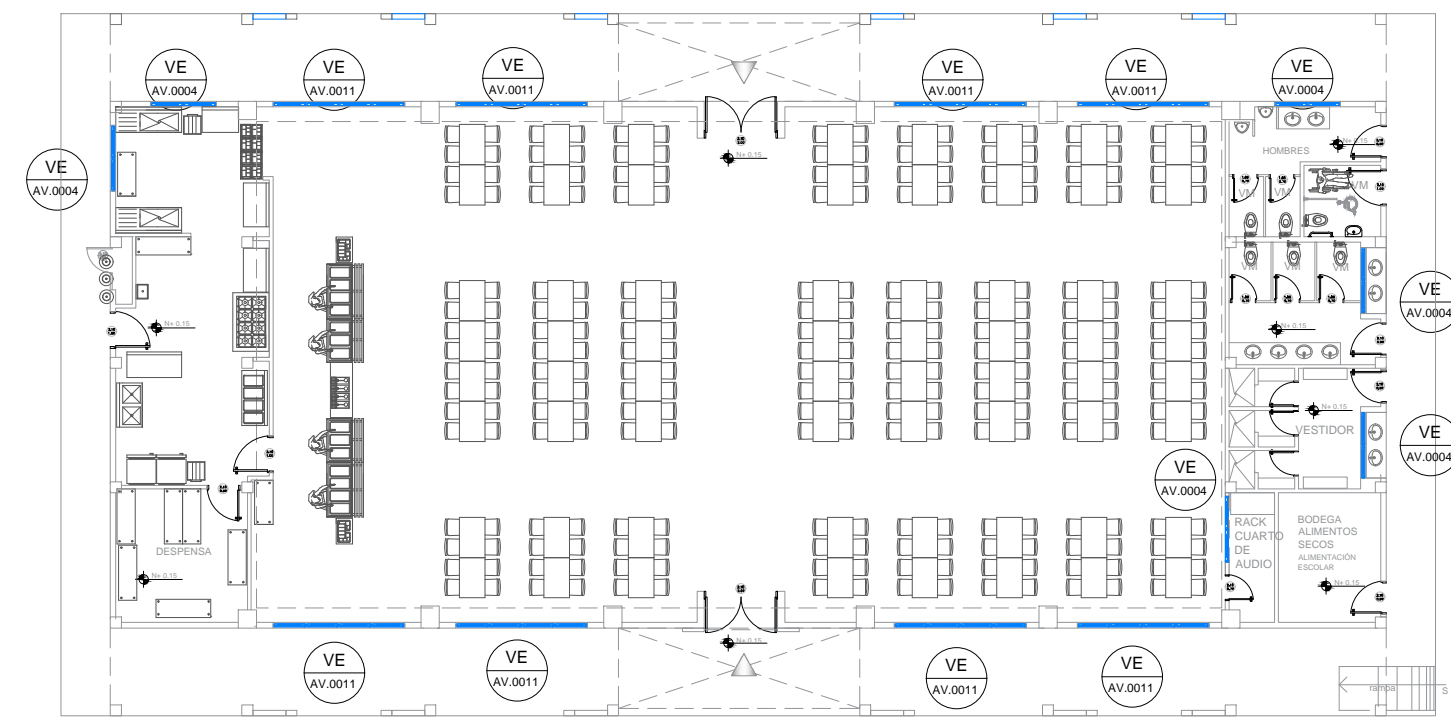 VE
AV.0004
VE
AV.0011
VE
AV.0011
VE
AV.0011
VE
AV.0011
VE
AV.0004
VE
AV.0004
N+ 0.15
N+ 0.15
HOMBRES
VM
VM
VM
VM
VM
VM
VE
AV.0004
N+ 0.15
N+ 0.15
N+ 0.15
VESTIDOR
VE
AV.0004
VE
AV.0004
DESPENSA
N+ 0.15
RACK
CUARTO
DE
AUDIO
BODEGA
ALIMENTOS
SECOS
ALIMENTACIÓN
ESCOLAR
N+ 0.15
N+ 0.15
VE
AV.0011
VE
AV.0011
VE
AV.0011
VE
AV.0011
rampa
S